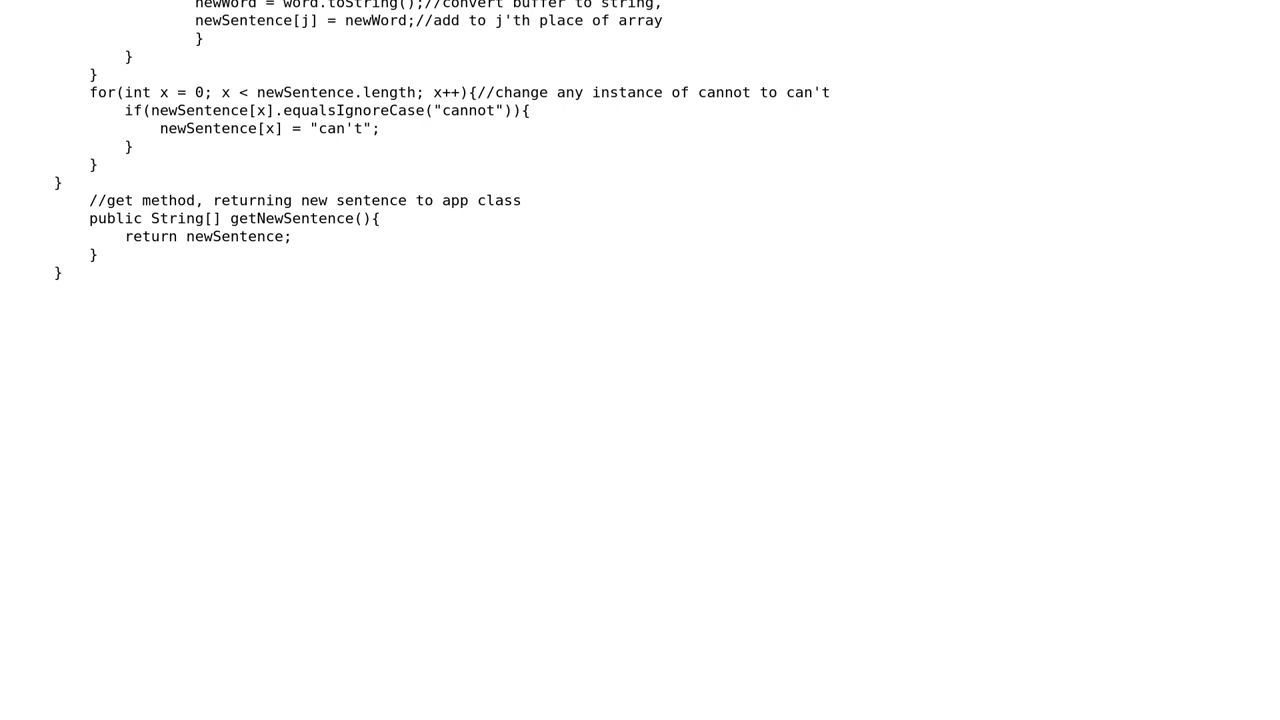 newWord = word.toString();//convert buffer to string,
newSentence[j] = newWord;//add to j'th place of array
}
}
}
for(int x = 0; x < newSentence.length; x++){//change any instance of cannot to can't
if(newSentence[x].equalsIgnoreCase("cannot")){
newSentence[x] = "can't";
}
}
}
//get method, returning new sentence to app class
public String[] getNewSentence(){
return newSentence;
}
}